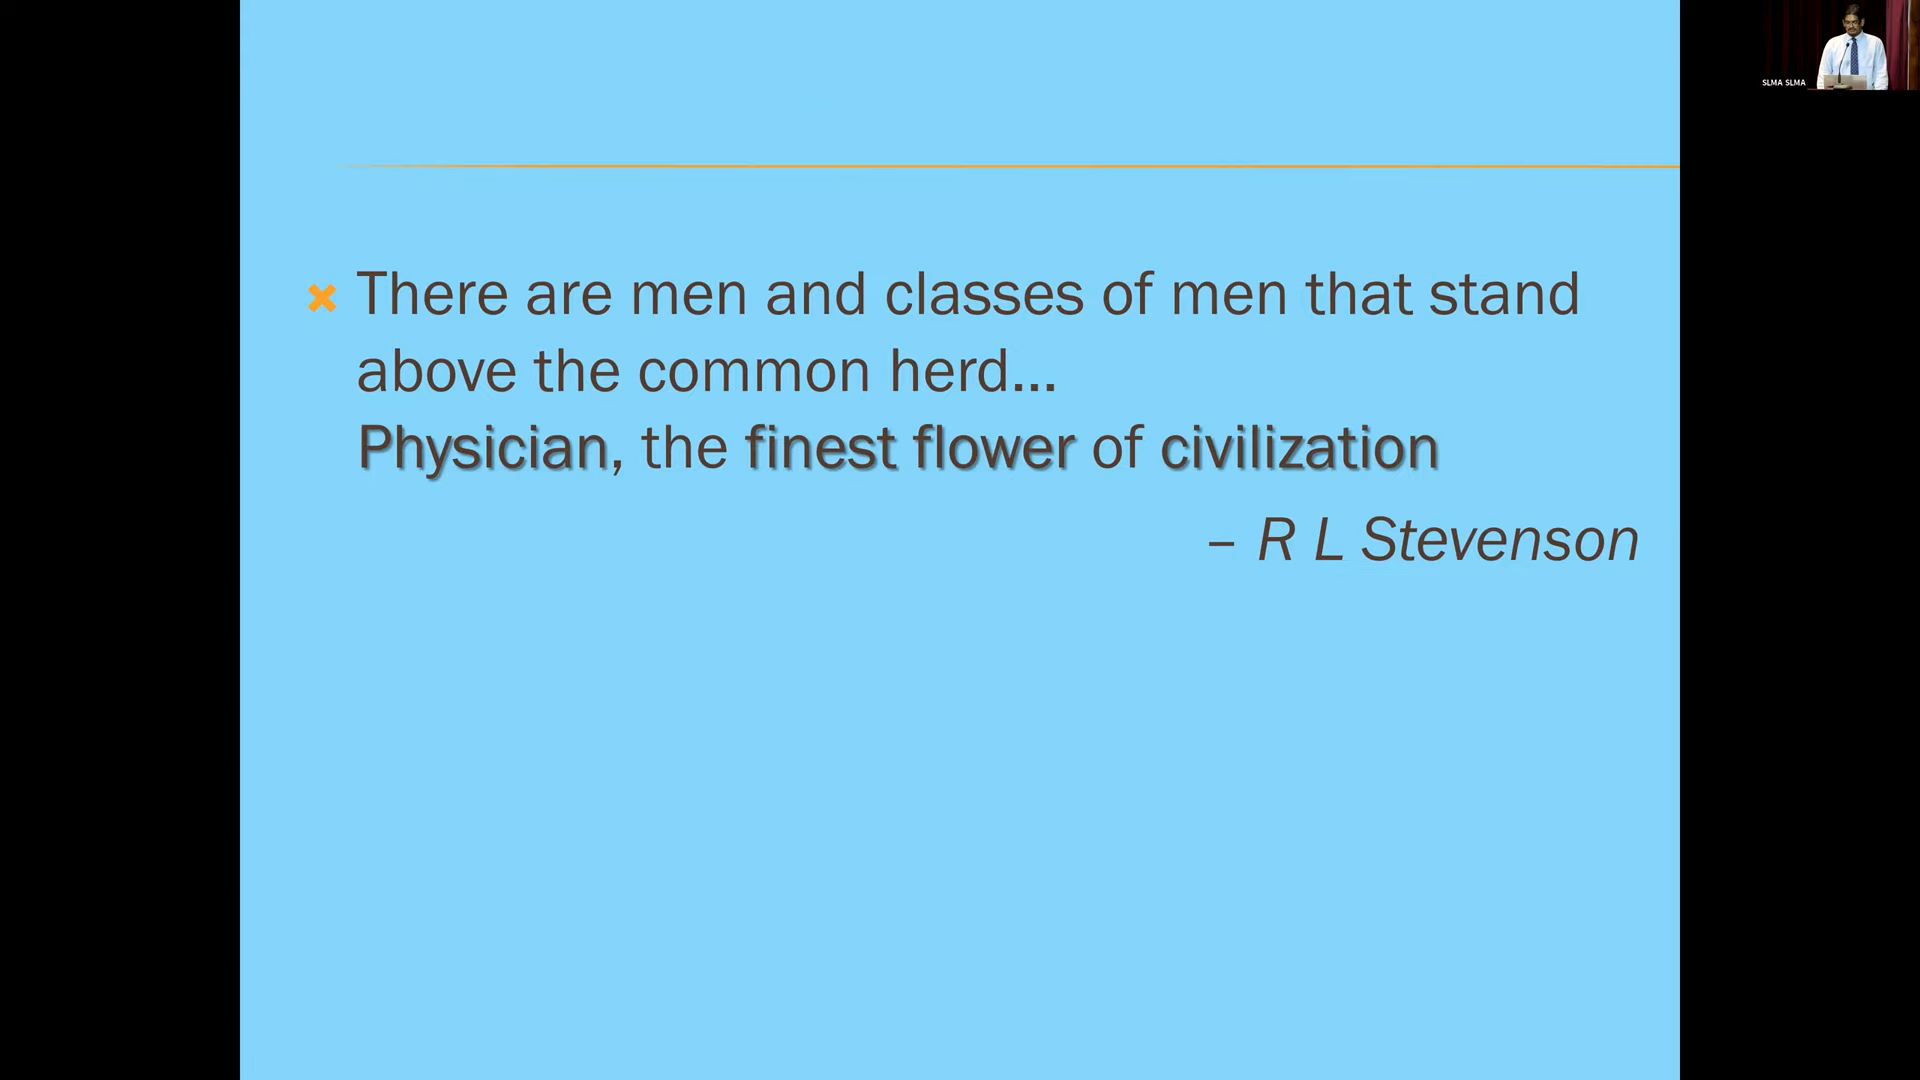 SLMA SLMA
There are men and classes of men that stand
above the common herd...
Physician, the finest flower of civilization
– R L Stevenson